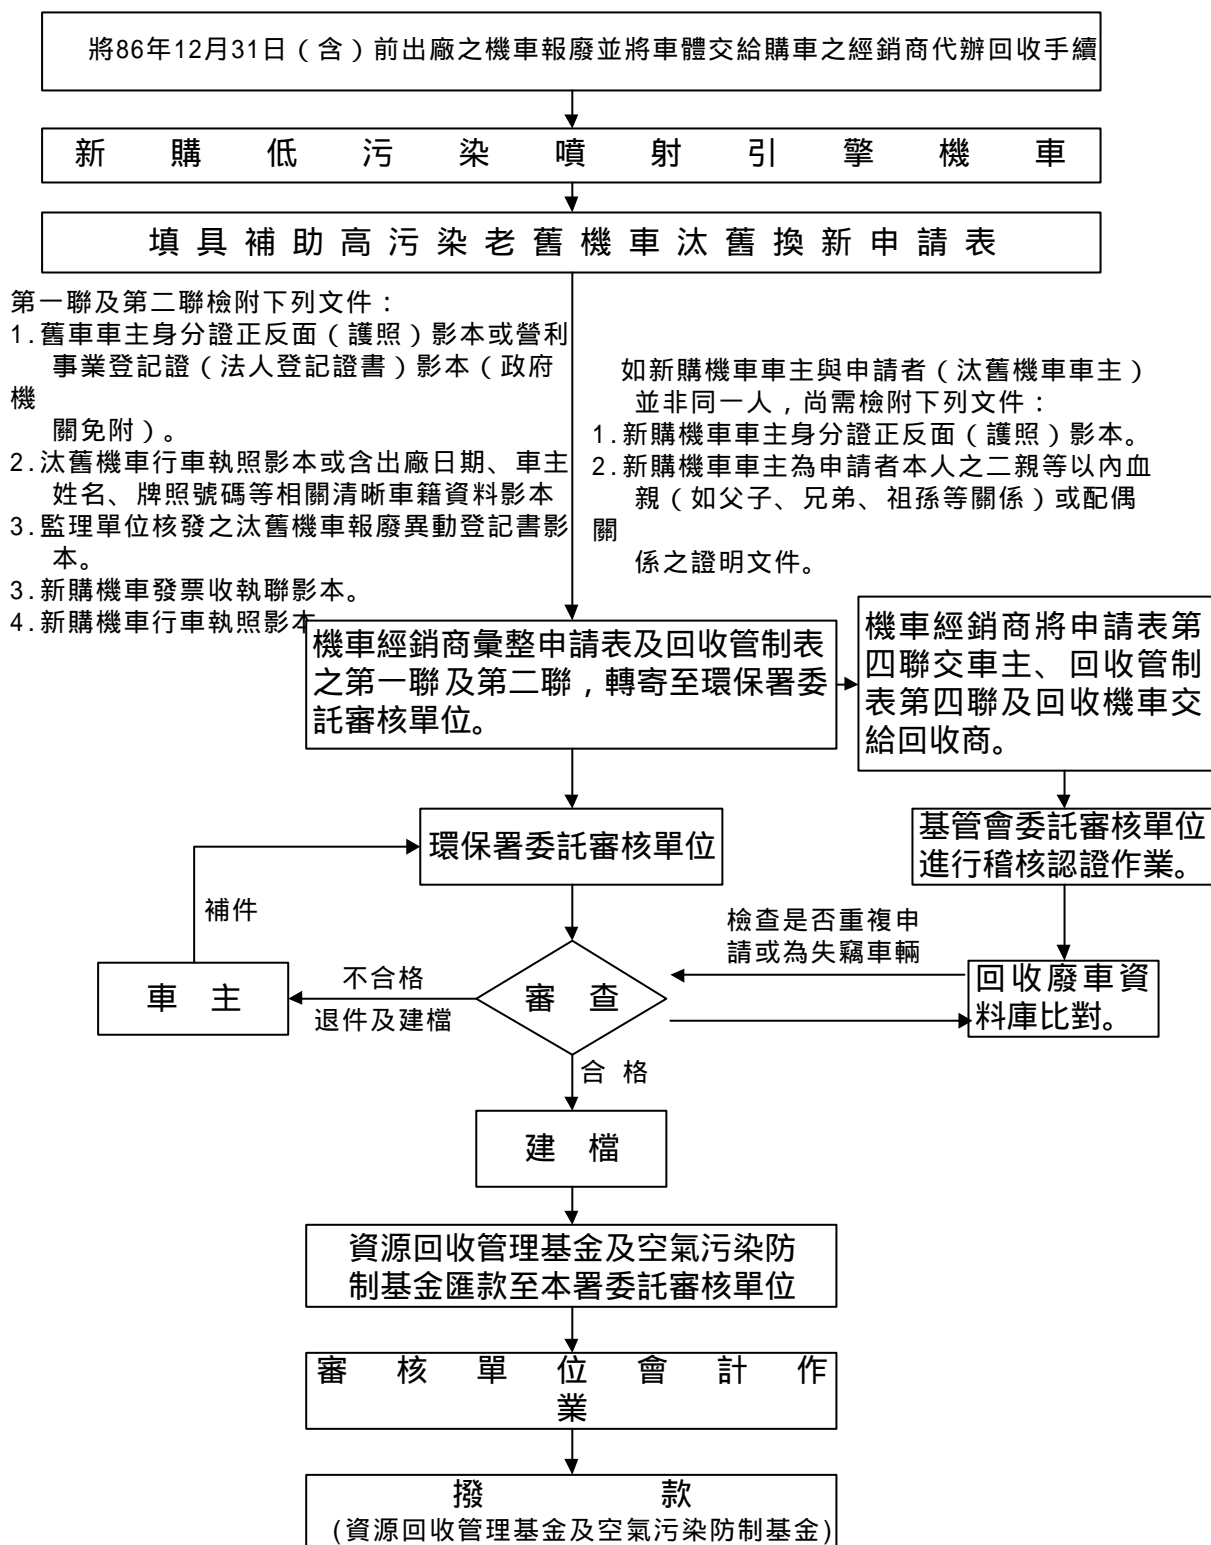 將86年12月31日（含）前出廠之機車報廢並將車體交給購車之經銷商代辦回收手續
新購低污染噴射引擎機車
填具補助高污染老舊機車汰舊換新申請表
第一聯及第二聯檢附下列文件：
1.舊車車主身分證正反面（護照）影本或營利
事業登記證（法人登記證書）影本（政府
機
關免附）。
2.汰舊機車行車執照影本或含出廠日期、車主
姓名、牌照號碼等相關清晰車籍資料影本
3.監理單位核發之汰舊機車報廢異動登記書影
本。
3.新購機車發票收執聯影本。
4.新購機車行車執照影本
如新購機車車主與申請者（汰舊機車車主）
並非同一人，尚需檢附下列文件：
1.新購機車車主身分證正反面（護照）影本。
2.新購機車車主為申請者本人之二親等以內血
親（如父子、兄弟、祖孫等關係）或配偶
關
係之證明文件。
機車經銷商彙整申請表及回收管制表
之第一聯及第二聯，轉寄至環保署委
託審核單位。
機車經銷商將申請表第
四聯交車主、回收管制
表第四聯及回收機車交
給回收商。
環保署委託審核單位
基管會委託審核單位
進行稽核認證作業。
補件
檢查是否重複申
請或為失竊車輛
車主
不合格
退件及建檔
審查
回收廢車資
料庫比對。
合格
建檔
資源回收管理基金及空氣污染防
制基金匯款至本署委託審核單位
審核單位會計作
業
撥款
(資源回收管理基金及空氣污染防制基金)